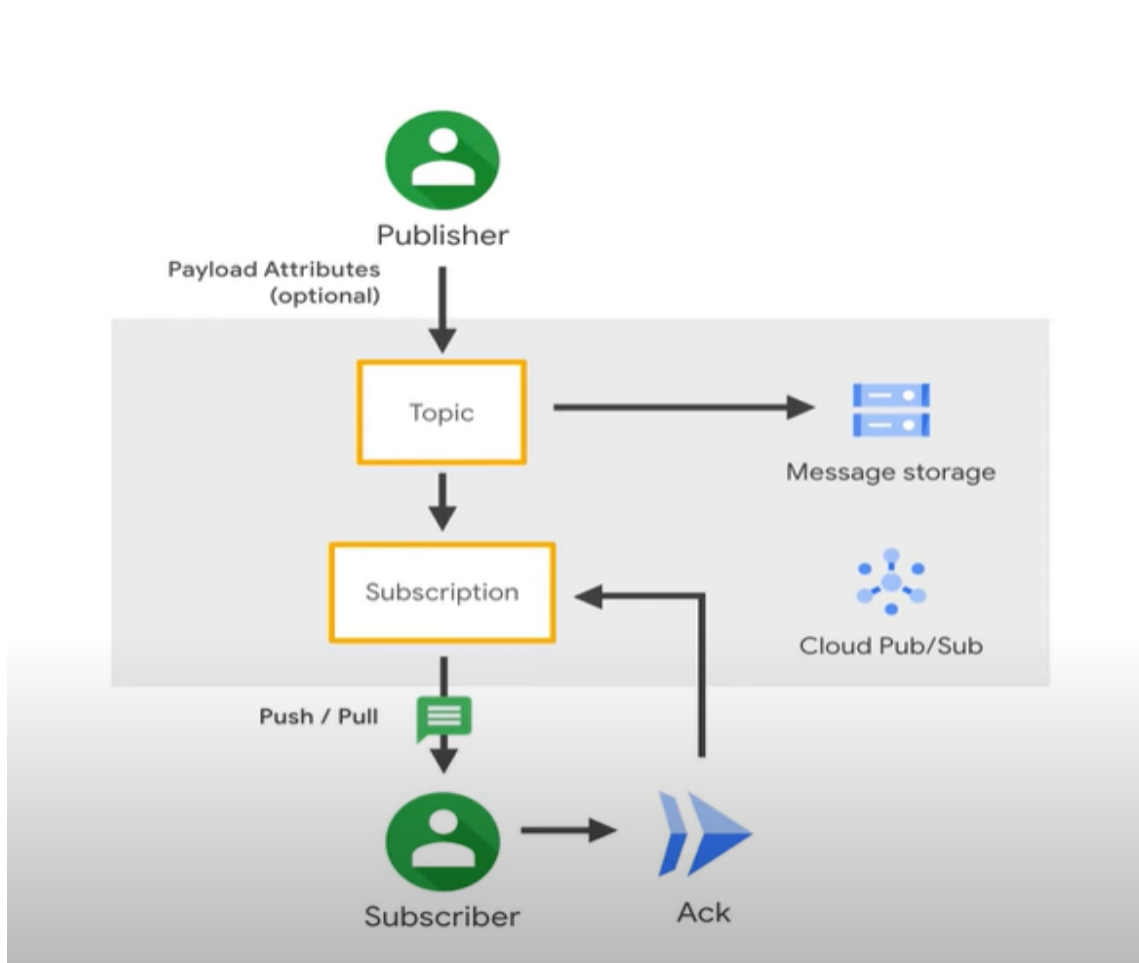 Publisher
Payload Attributes
(optional)
Topic
Message storage
Subscription
Cloud Pub/Sub
Push / Pull
Subscriber
Ack